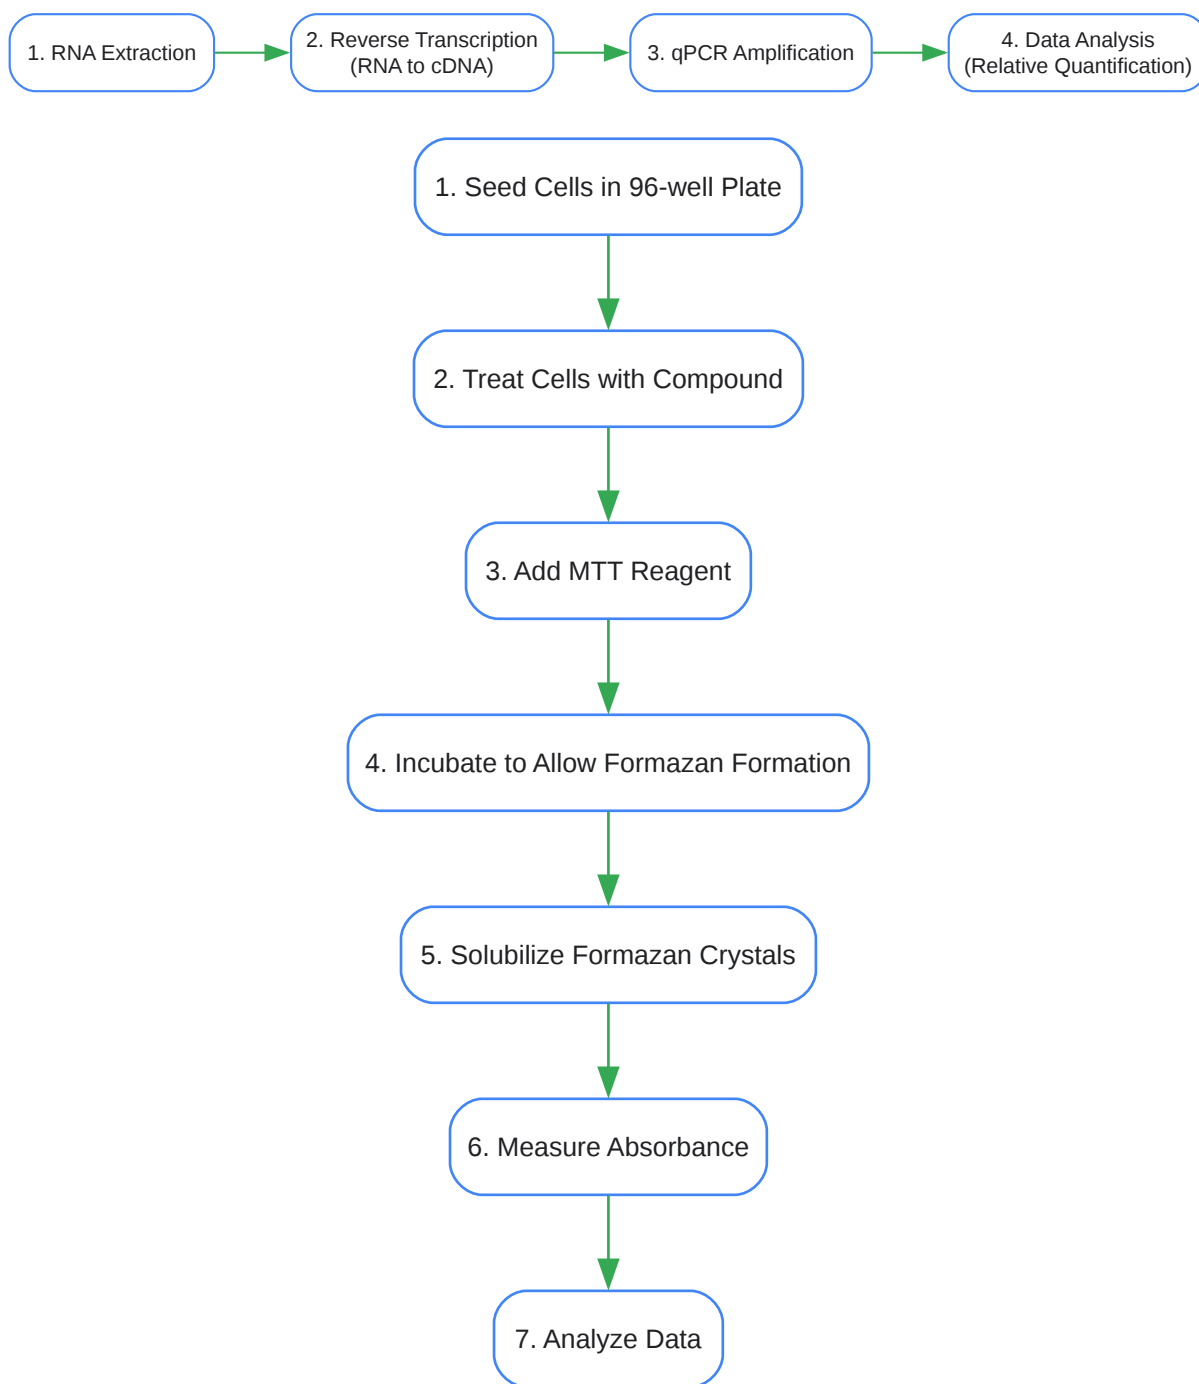 1. RNA Extraction
2. Reverse Transcription
(RNA to cDNA)
3. qPCR Amplification
4. Data Analysis
(Relative Quantification)
1. Seed Cells in 96-well Plate
2. Treat Cells with Compound
3. Add MTT Reagent
4. Incubate to Allow Formazan Formation
5. Solubilize Formazan Crystals
6. Measure Absorbance
7. Analyze Data